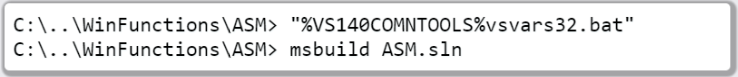 C:\..\WinFunctions\ASM> "%VS140COMNTOOLS%vsvars32.bat"
C:\..\WinFunctions\ASM> msbuild ASM.sln